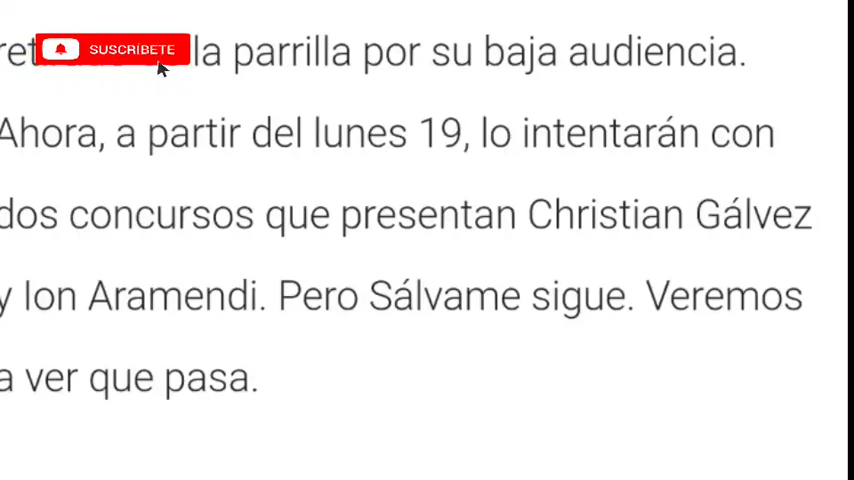 SUSCRÍBETE
la parrilla por su baja audiencia.
Ahora, a partir del lunes 19, lo intentarán con
dos concursos que presentan Christian Gálvez
y Ion Aramendi. Pero Sálvame sigue. Veremos
a ver que pasa.